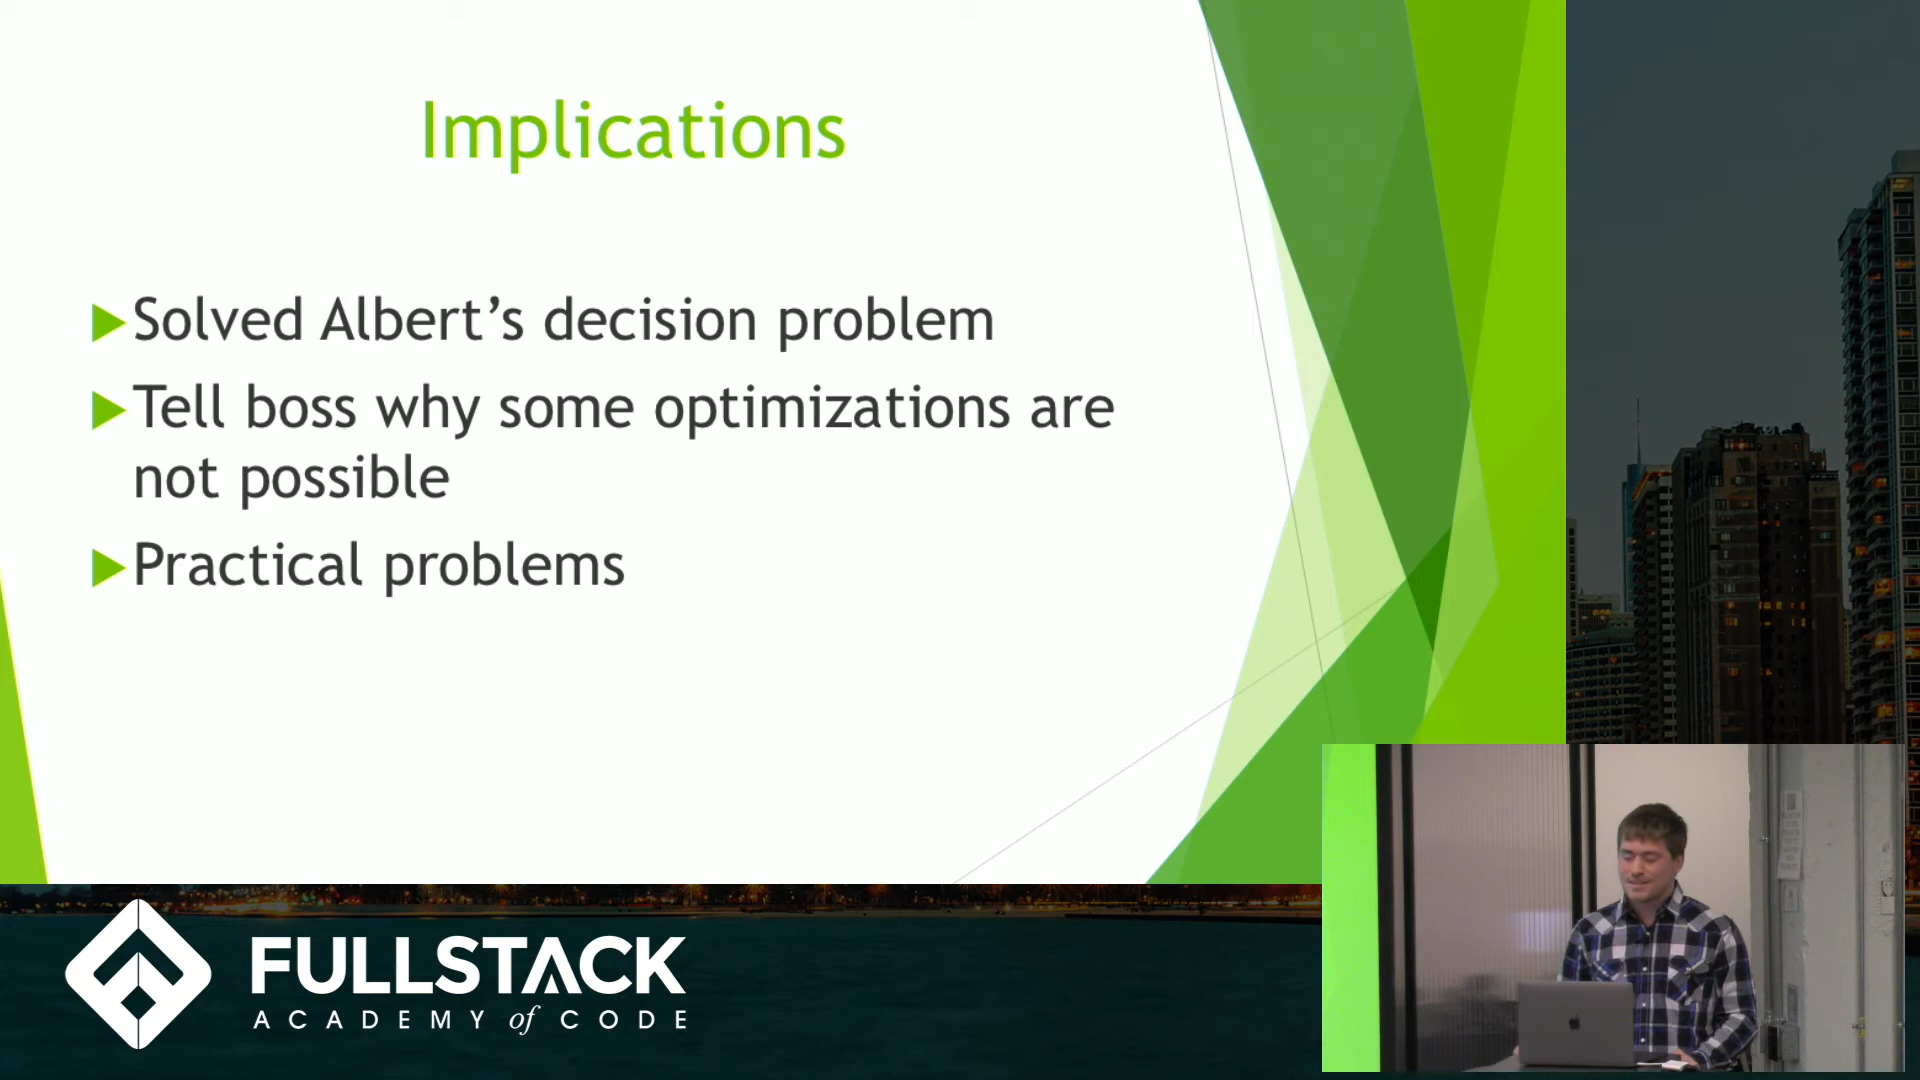 Implications
Solved Albert’s decision problem
Tell boss why some optimizations are
not possible
Practical problems
FULLSTACK
ACADEMY of CODE